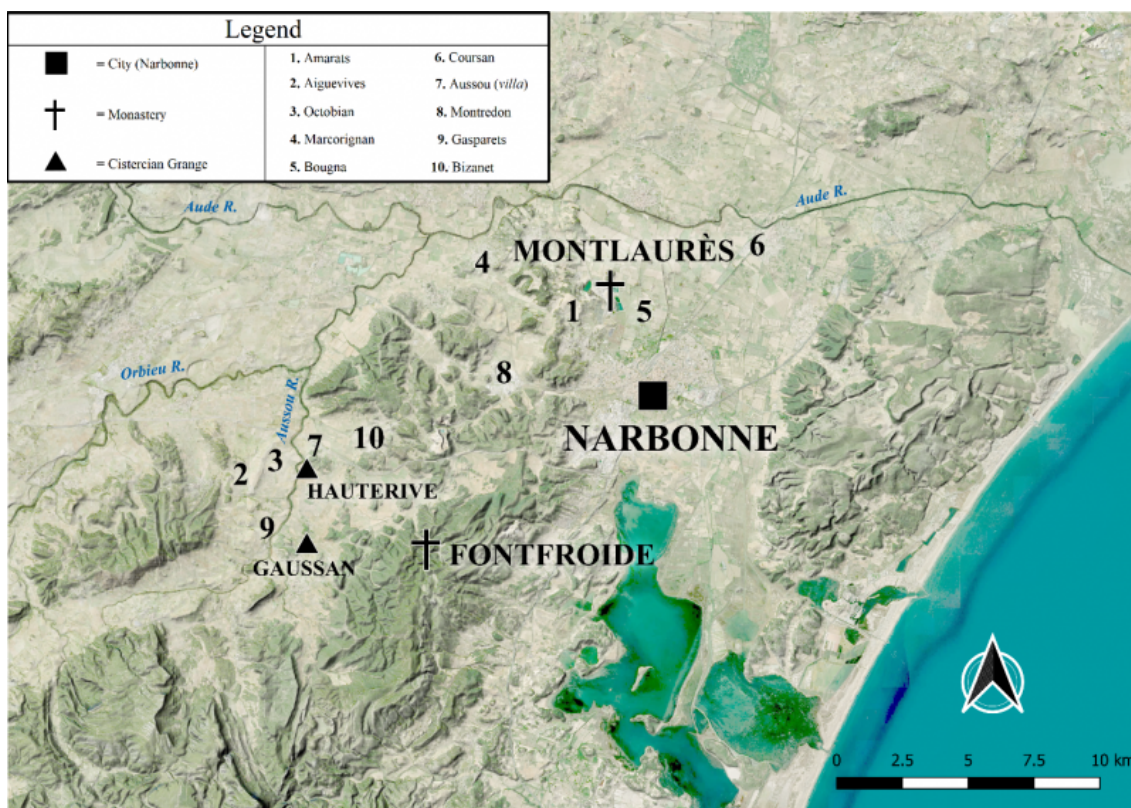 Legend
= City (Narbonne)
= Monastery
= Cistercian Grange
1. Amarats
2. Aiguevives
3. Octobian
4. Marcorignan
5. Bougna
6. Coursan
7. Aussou (villa)
8. Montredon
9. Gasparets
10. Bizanet
Aude R.
Aude R.
MONTLAURÈS
6
4
1
5
Orbieu R.
8
Aussou R.
NARBONNE
10
7
3
2
HAUTERIVE
9
FONTFROIDE
GAUSSAN
0 2.5 5 7.5 10 km